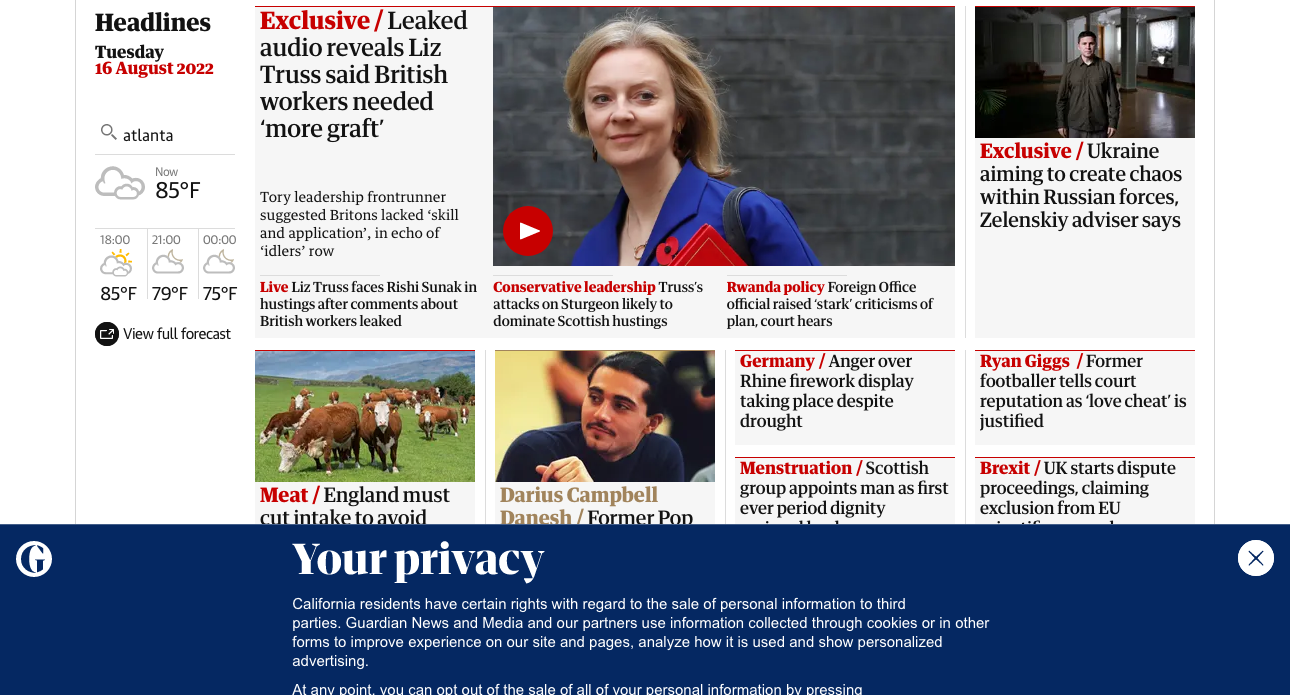 Headlines
Tuesday
16 August 2022
atlanta
Now
85°F
18:00
85°F
21:00
79°F
00:00
75°F
View full forecast
Exclusive / Leaked
audio reveals Liz
Truss said British
workers needed
‘more graft’
Tory leadership frontrunner
suggested Britons lacked ‘skill
and application’, in echo of
‘idlers’ row
Live Liz Truss faces Rishi Sunak in
hustings after comments about
British workers leaked
Conservative leadership Truss’s
attacks on Sturgeon likely to
dominate Scottish hustings
Rwanda policy Foreign Office
official raised ‘stark’ criticisms of
plan, court hears
Exclusive / Ukraine
aiming to create chaos
within Russian forces,
Zelenskiy adviser says
Meat / England must
cut intake to avoid
Darius Campbell
Danesh / Former Pop
Germany / Anger over
Rhine firework display
taking place despite
drought
Menstruation / Scottish
group appoints man as first
ever period dignity
Ryan Giggs / Former
footballer tells court
reputation as ‘love cheat’ is
justified
Brexit / UK starts dispute
proceedings, claiming
exclusion from EU
Your privacy
California residents have certain rights with regard to the sale of personal information to third
parties. Guardian News and Media and our partners use information collected through cookies or in other
forms to improve experience on our site and pages, analyze how it is used and show personalized
advertising.
At any point, you can opt out of the sale of all of your personal information by pressing